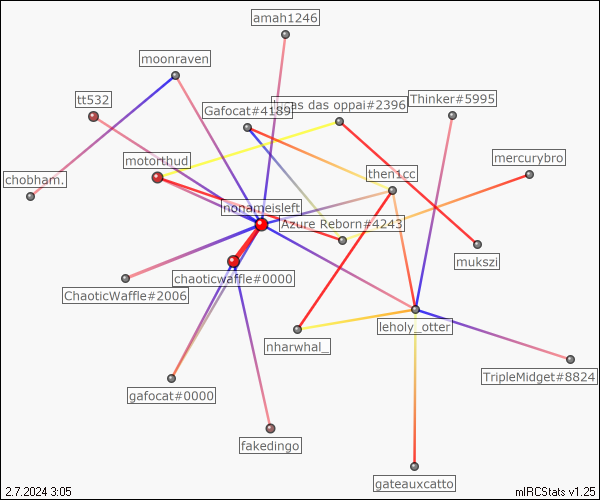 amah1246
moonraven
tt532
Gafocat#4189
as das oppai#2396
Thinker#5995
motorthud
then1cc
mercurybro
chobham.
nonameisleft
Azure Reborn#4243
mukszi
chaoticwaffle#0000
ChaoticWaffle#2006
leholy_otter
nharwhal_
TripleMidget#8824
gafocat#0000
fakedingo
gateauxcatto
2.7.2024 3:05
mIRCStats v1.25